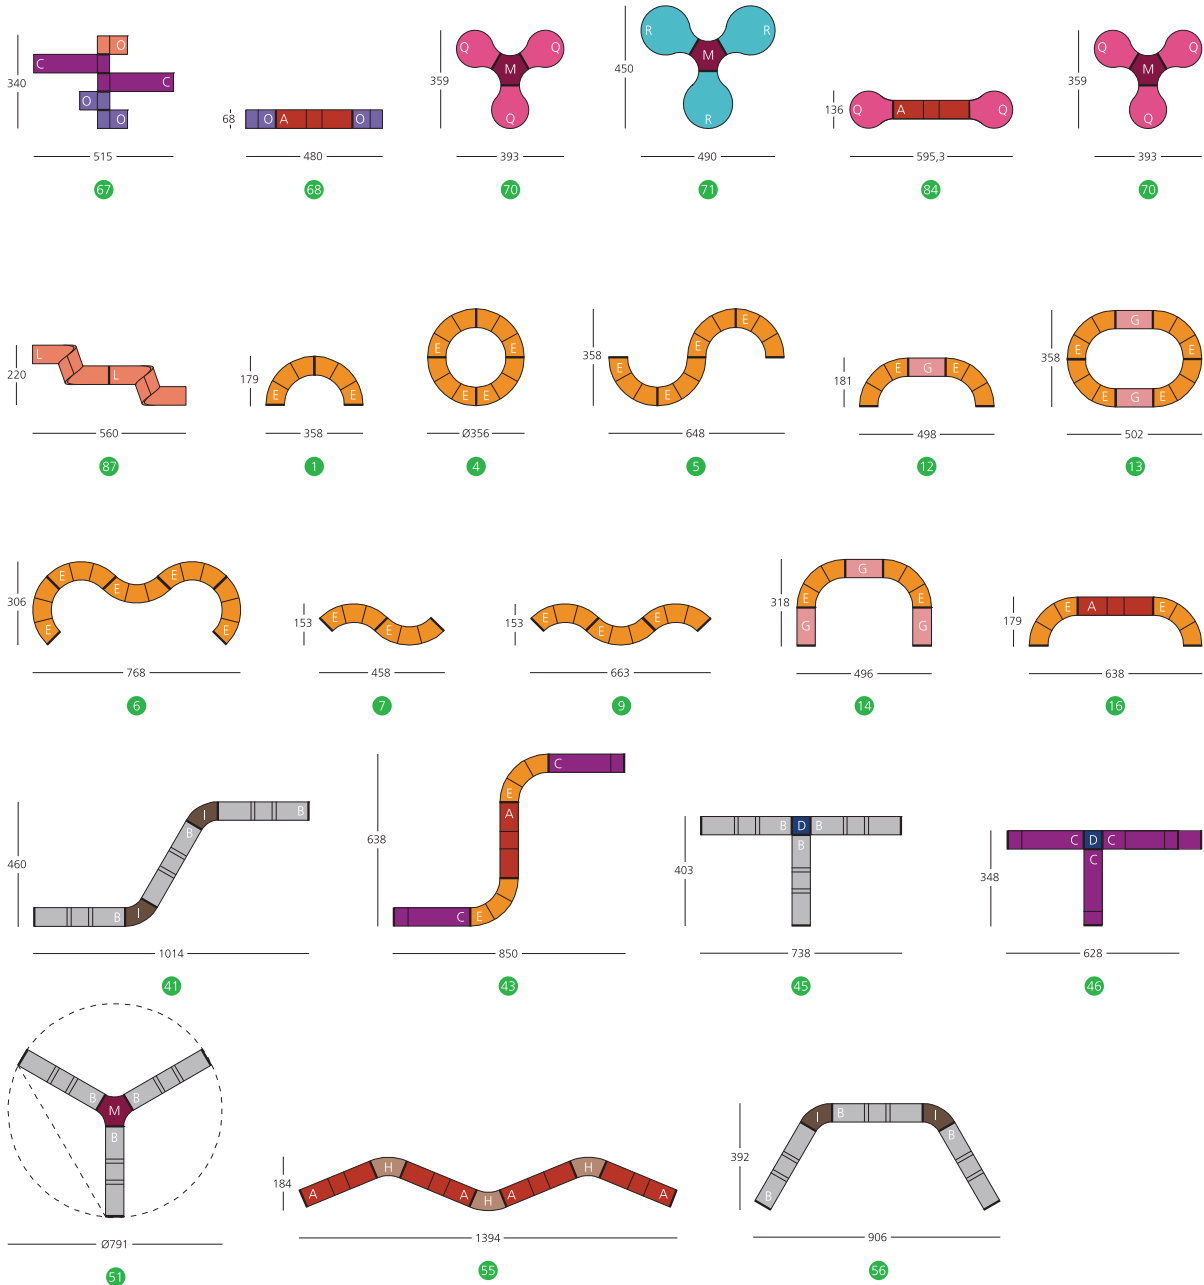 O
C
340
C
O
O
515
67
68
O
A
O
480
68
Q
Q
359
M
Q
393
70
R
R
450
M
R
490
71
136
Q
A
Q
595,3
84
Q
Q
359
M
Q
393
70
L
220
L
560
87
179
E
E
358
1
E
E
E
E
Ø356
4
E
358
E
E
E
648
5
E
G
E
181
498
12
G
E
E
358
E
G
E
502
13
E
E
306
E
E
E
E
768
6
153
E
E
458
7
153
E
E
E
663
9
G
318
E
E
G
G
496
14
E
A
E
179
638
16
I
B
B
460
B
I
1014
41
C
E
A
638
C
E
850
43
B
D
B
B
403
738
45
C
D
C
C
348
628
46
B
B
M
B
Ø791
51
H
H
184
A
A
H
A
A
1394
55
I
B
I
B
392
B
906
56